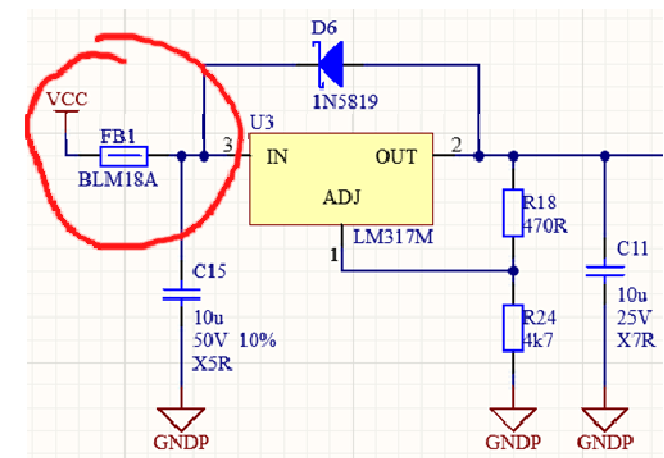 D6
1N5819
VCC
FB1
BLM18A
U3
3
IN
OUT
2
ADJ
1
LM317M
R18
470R
C15
10u
50V 10%
X5R
R24
4k7
C11
10u
25V
X7R
GNDP
GNDP
GNDP